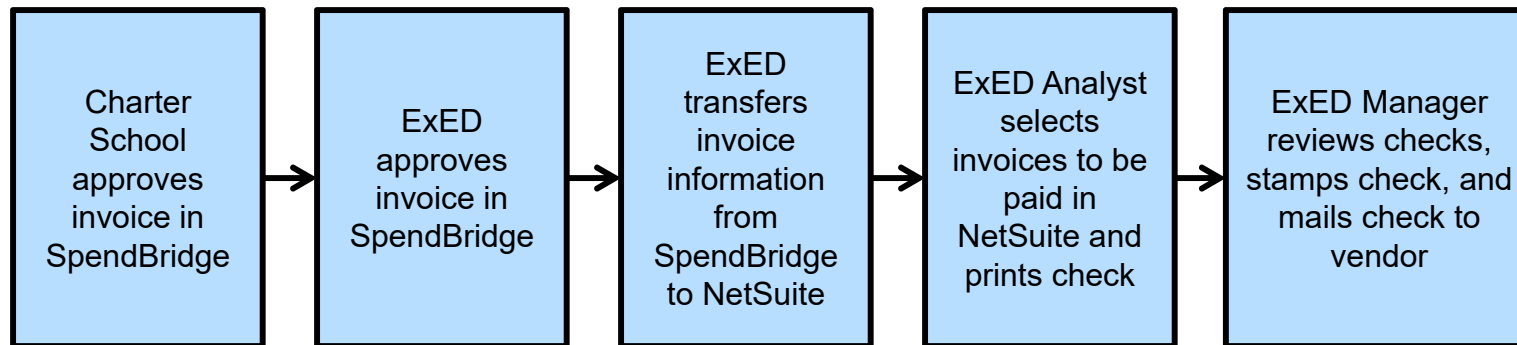 Charter
School
approves
invoice in
SpendBridge
ExED
approves
invoice in
SpendBridge
ExED
transfers
invoice
information
from
SpendBridge
to NetSuite
ExED Analyst
selects
invoices to be
paid in
NetSuite and
prints check
ExED Manager
reviews checks,
stamps check, and
mails check to
vendor